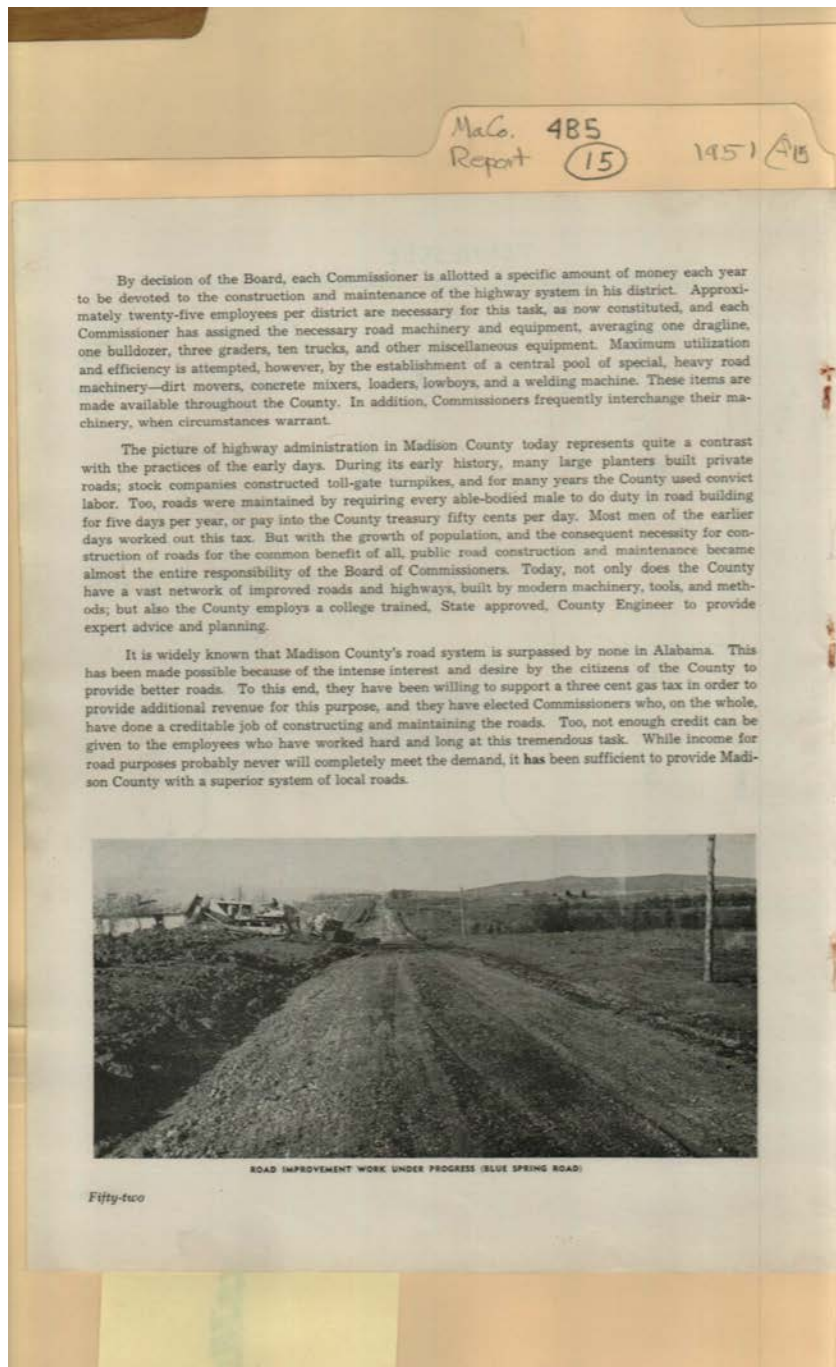 MaCo. 4B5
Report (15) 1951
By decision of the Board, each Commissioner is allotted a specific amount of money each year
to be devoted to the construction and maintenance of the highway system in his district. Approxi-
mately twenty-five employees per district are necessary for this task, as now constituted, and each
Commissioner has assigned the necessary road machinery and equipment, averaging one dragline,
one bulldozer, three graders, ten trucks, and other miscellaneous equipment. Maximum utilization
and efficiency is attempted, however, by the establishment of a central pool of special, heavy road
machinery—dirt movers, concrete mixers, loaders, lowboys, and a welding machine. These items are
made available throughout the County. In addition, Commissioners frequently interchange their ma-
chinery, when circumstances warrant.
The picture of highway administration in Madison County today represents quite a contrast
with the practices of the early days. During its early history, many large planters built private
roads; stock companies constructed toll-gate turnpikes, and for many years the County used convict
labor. Too, roads were maintained by requiring every able-bodied male to do duty in road building
for five days per year, or pay into the County treasury fifty cents per day. Most men of the earlier
days worked out this tax. But with the growth of population, and the consequent necessity for con-
struction of roads for the common benefit of all, public road construction and maintenance became
almost the entire responsibility of the Board of Commissioners. Today, not only does the County
have a vast network of improved roads and highways, built by modern machinery, tools, and meth-
ods; but also the County employs a college trained, State approved, County Engineer to provide
expert advice and planning.
It is widely known that Madison County's road system is surpassed by none in Alabama. This
has been made possible because of the intense interest and desire by the citizens of the County to
provide better roads. To this end, they have been willing to support a three cent gas tax in order to
provide additional revenue for this purpose, and they have elected Commissioners who, on the whole,
have done a creditable job of constructing and maintaining the roads. Too, not enough credit can be
given to the employees who have worked hard and long at this tremendous task. While income for
road purposes probably never will completely meet the demand, it has been sufficient to provide Madi-
son County with a superior system of local roads.
ROAD IMPROVEMENT WORK UNDER PROGRESS (BLUE SPRING ROAD)
Fifty-two